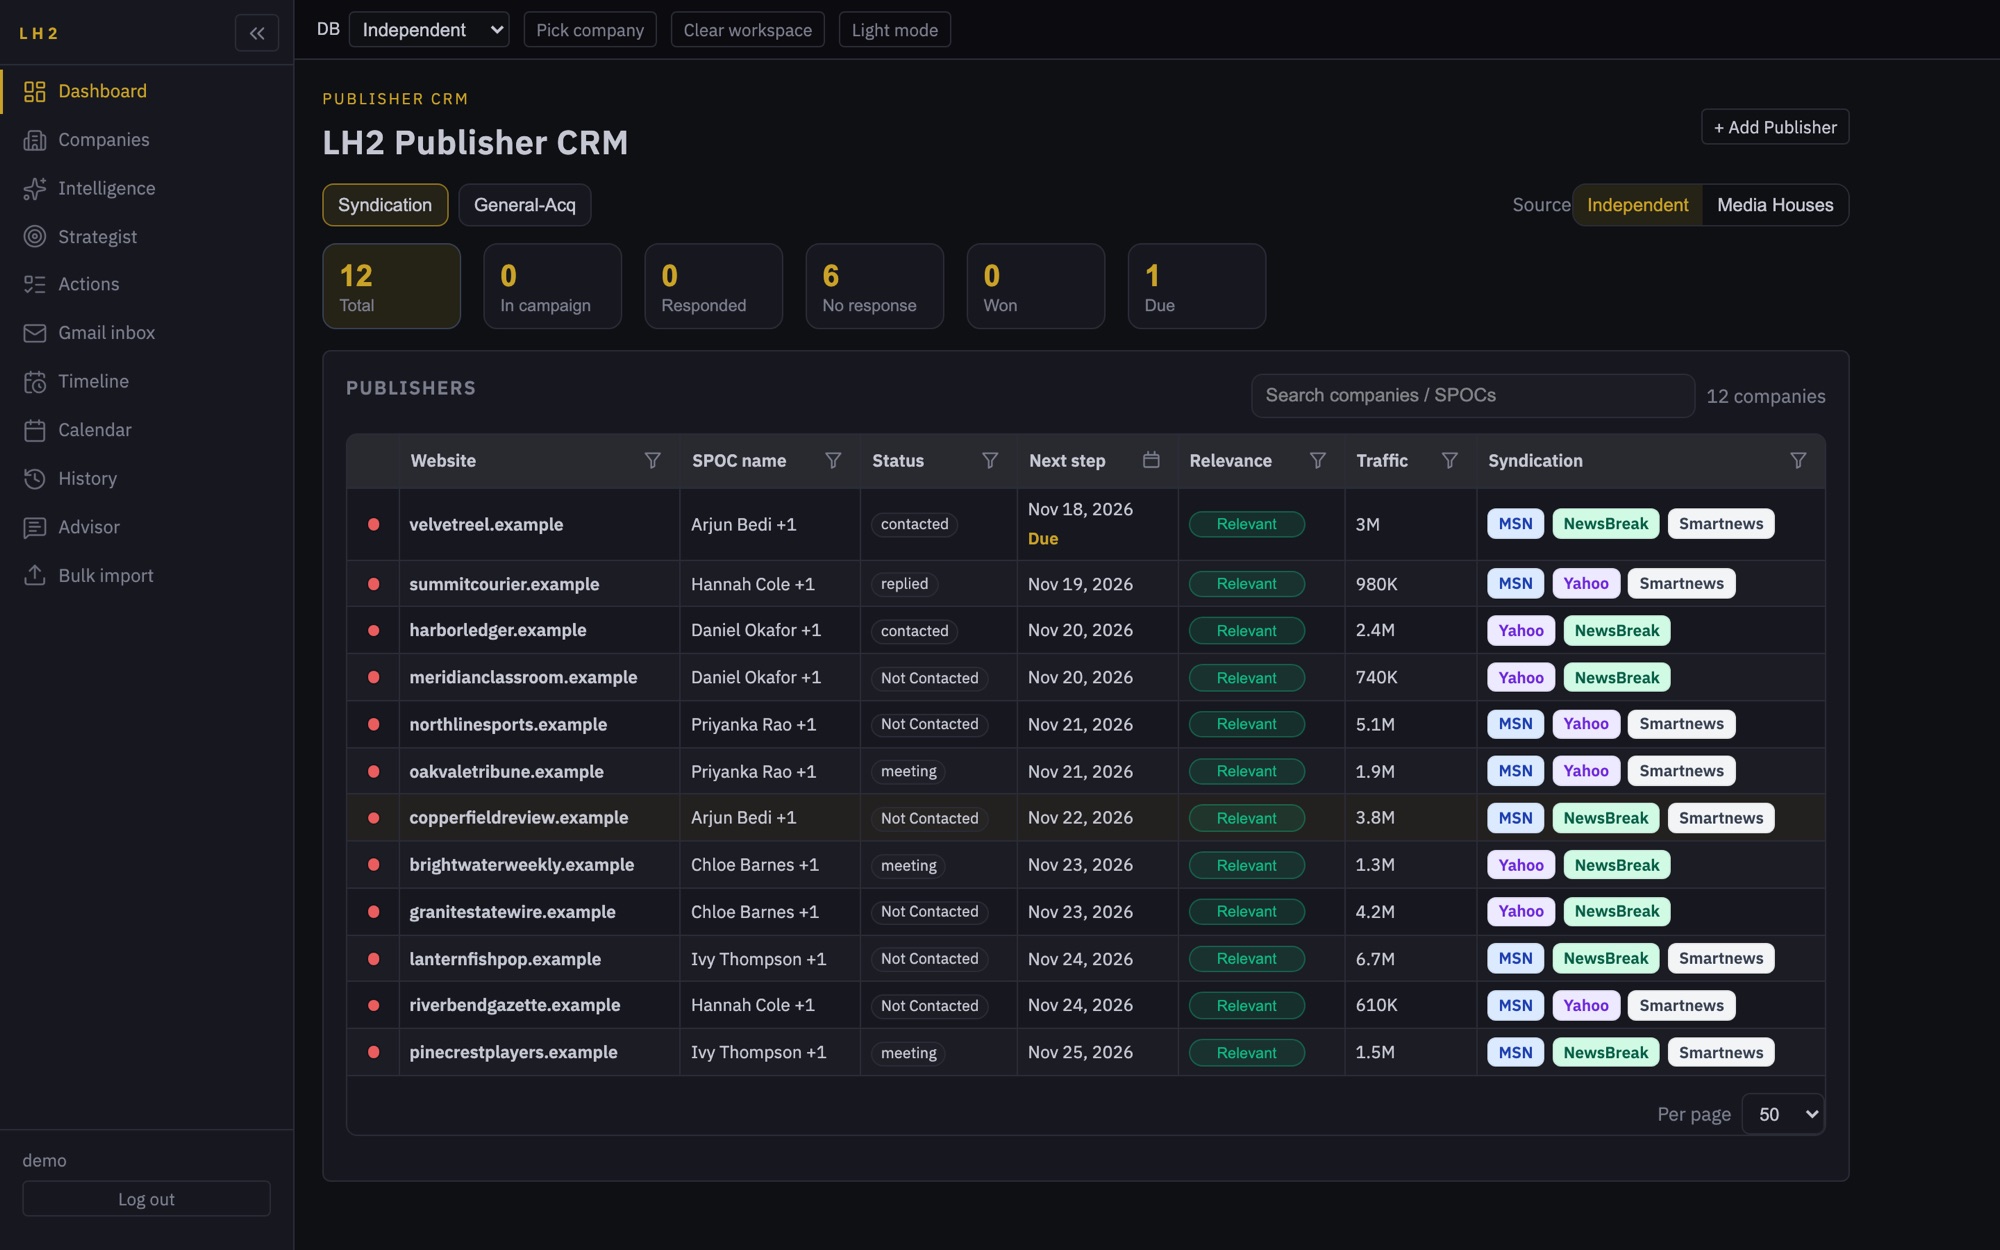 LH2
Dashboard
Companies
Intelligence
Strategist
Actions
Gmail inbox
Timeline
Calendar
History
Advisor
Bulk import
demo
Log out
DB Independent Pick company Clear workspace Light mode
PUBLISHER CRM
LH2 Publisher CRM
+ Add Publisher
Syndication General-Acq
Source Independent Media Houses
12 Total
0 In campaign
0 Responded
6 No response
0 Won
1 Due
PUBLISHERS
Search companies / SPOCs 12 companies
Website SPOC name Status Next step Relevance Traffic Syndication
velvetreel.example Arjun Bedi +1 contacted Nov 18, 2026 Due Relevant 3M MSN NewsBreak Smartnews
summitcourier.example Hannah Cole +1 replied Nov 19, 2026 Relevant 980K MSN Yahoo Smartnews
harborledger.example Daniel Okafor +1 contacted Nov 20, 2026 Relevant 2.4M Yahoo NewsBreak
meridianclassroom.example Daniel Okafor +1 Not Contacted Nov 20, 2026 Relevant 740K Yahoo NewsBreak
northlinesports.example Priyanka Rao +1 Not Contacted Nov 21, 2026 Relevant 5.1M MSN Yahoo Smartnews
oakvaletribune.example Priyanka Rao +1 meeting Nov 21, 2026 Relevant 1.9M MSN Yahoo Smartnews
copperfieldreview.example Arjun Bedi +1 Not Contacted Nov 22, 2026 Relevant 3.8M MSN NewsBreak Smartnews
brightwaterweekly.example Chloe Barnes +1 meeting Nov 23, 2026 Relevant 1.3M Yahoo NewsBreak
granitestatewire.example Chloe Barnes +1 Not Contacted Nov 23, 2026 Relevant 4.2M Yahoo NewsBreak
lanternfishpop.example Ivy Thompson +1 Not Contacted Nov 24, 2026 Relevant 6.7M MSN NewsBreak Smartnews
riverbendgazette.example Hannah Cole +1 Not Contacted Nov 24, 2026 Relevant 610K MSN Yahoo Smartnews
pinecrestplayers.example Ivy Thompson +1 meeting Nov 25, 2026 Relevant 1.5M MSN NewsBreak Smartnews
Per page 50